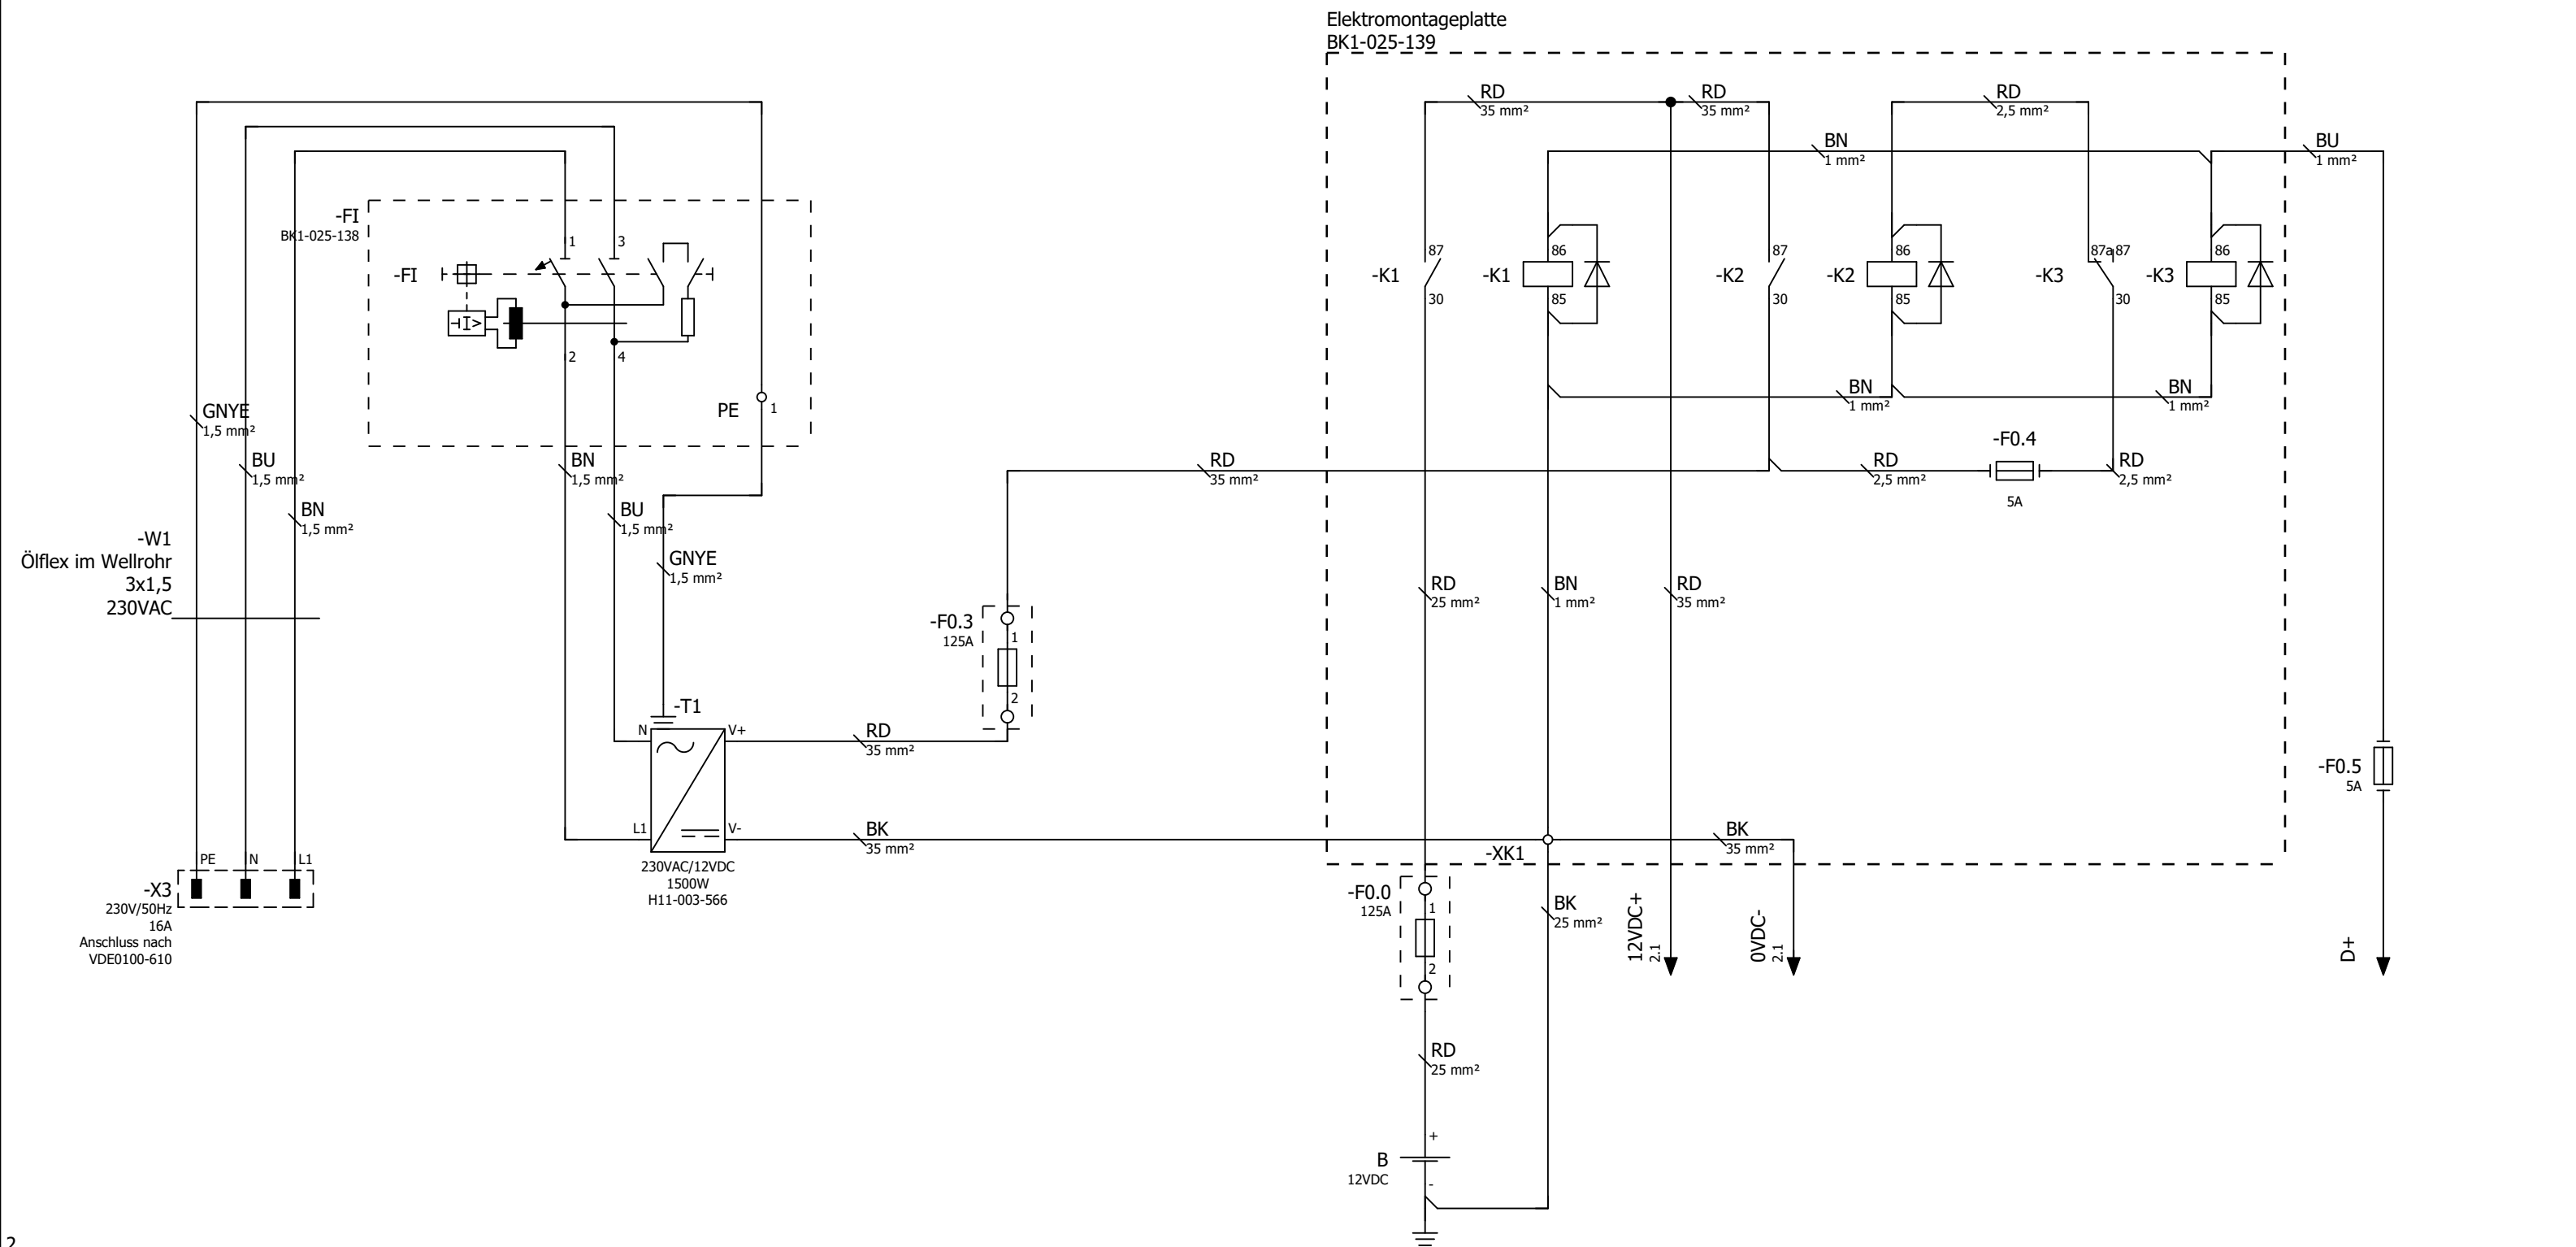 Elektromontageplatte
BK1-025-139
RD
35 mm²
RD
35 mm²
RD
2,5 mm²
BN
1 mm²
BU
1 mm²
-FI
BK1-025-138
-FI
1
3
2
4
PE
1
-K1
87
30
-K1
86
85
-K2
87
30
-K2
86
85
-K3
87a
87
30
-K3
86
85
GNYE
1,5 mm²
BU
1,5 mm²
BN
1,5 mm²
BN
1,5 mm²
BU
1,5 mm²
GNYE
1,5 mm²
BN
1 mm²
BN
1 mm²
RD
35 mm²
RD
2,5 mm²
-F0.4
5A
RD
2,5 mm²
-W1
Ölflex im Wellrohr
3x1,5
230VAC
RD
25 mm²
BN
1 mm²
RD
35 mm²
-F0.3
125A
1
2
-T1
N
V+
L1
V-
230VAC/12VDC
1500W
H11-003-566
RD
35 mm²
BK
35 mm²
-F0.5
5A
BK
35 mm²
-XK1
PE
N
L1
-X3
230V/50Hz
16A
Anschluss nach
VDE0100-610
-F0.0
125A
1
2
BK
25 mm²
12VDC+
2.1
0VDC-
2.1
D+
RD
25 mm²
+
B
12VDC
-
2